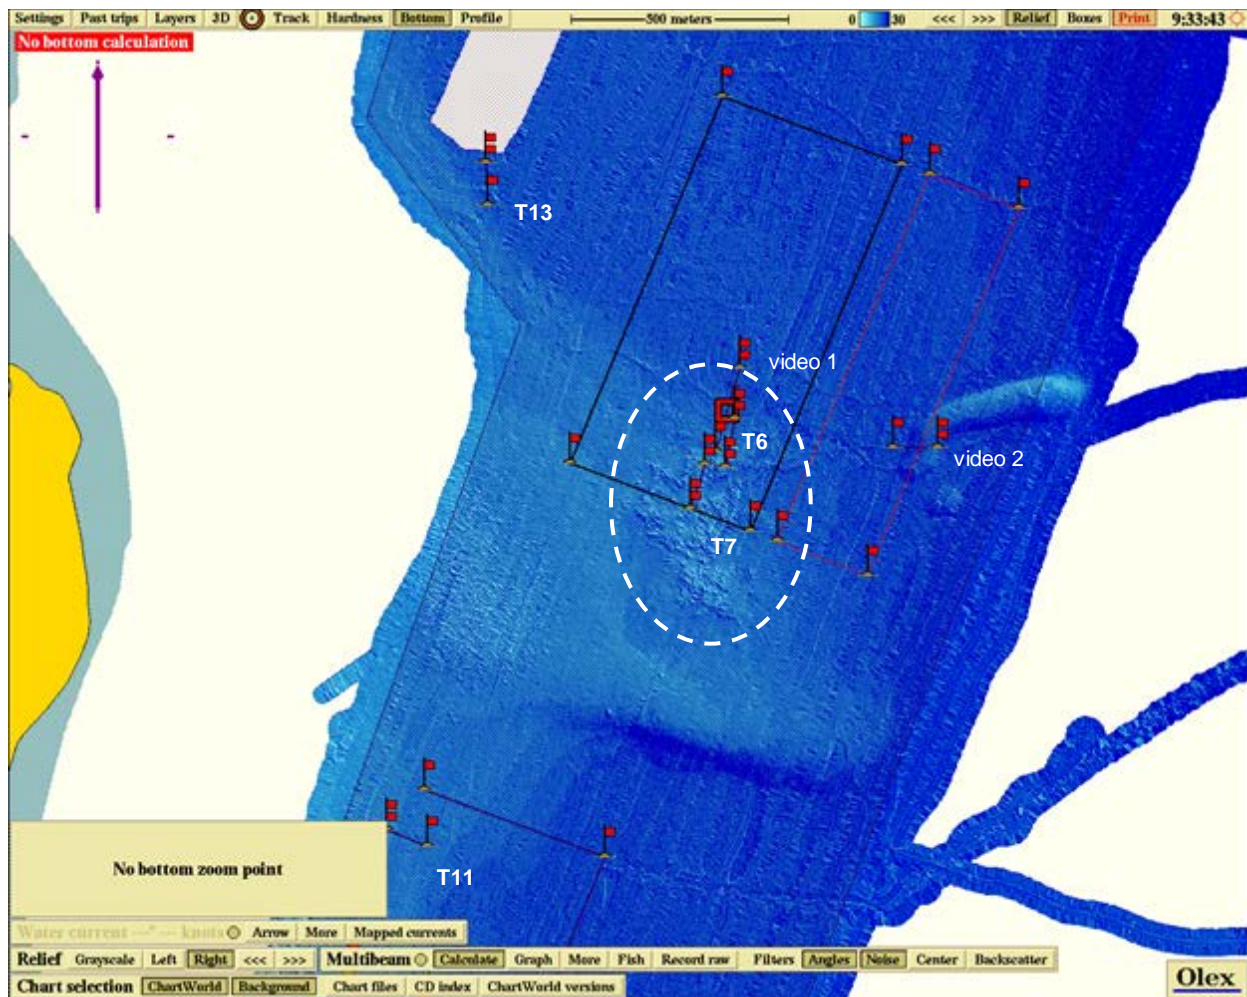 Settings Past trips Layers 3D Track Hardness Bottom Profile 500 meters 0 30 <<< >>> Relief Boxes Print 9:33:43
No bottom calculation
T13
video 1
T6
video 2
T7
No bottom zoom point
T11
Water current ---° --- knots Arrow More Mapped currents
Relief Grayscale Left Right <<< >>> Multibeam Calculate Graph More Fish Record raw Filters Angles Noise Center Backscatter
Chart selection ChartWorld Background Chart files CD index ChartWorld versions
Olex